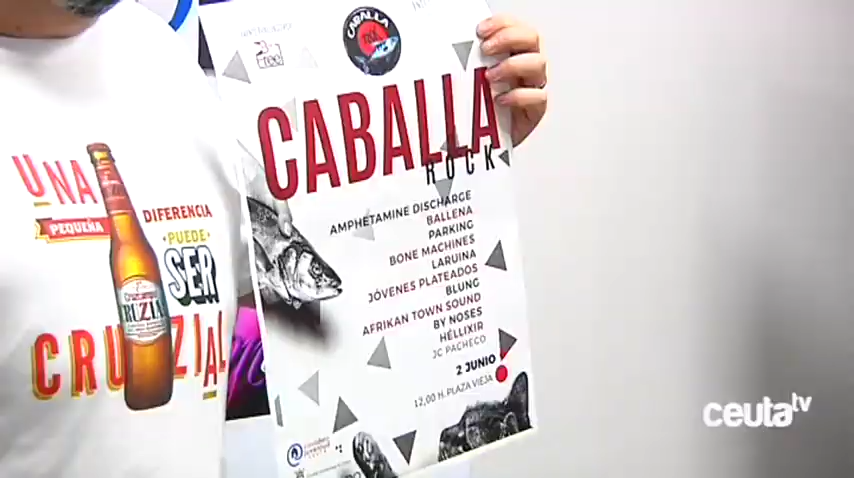 UNA
PEQUEÑA
DIFERENCIA
PUEDE
SER
CRUZIAL
RUZIA
CABALLA
CABALLA
ROCK
AMPHETAMINE DISCHARGE
BALLENA
PARKING
BONE MACHINES
LARUINA
JÓVENES PLATEADOS
BLUNG
AFRIKAN TOWN SOUND
BY NOSES
HÉLLIXIR
JC PACHECO
2 JUNIO
12,00 H. PLAZA VIEJA
ceutatv